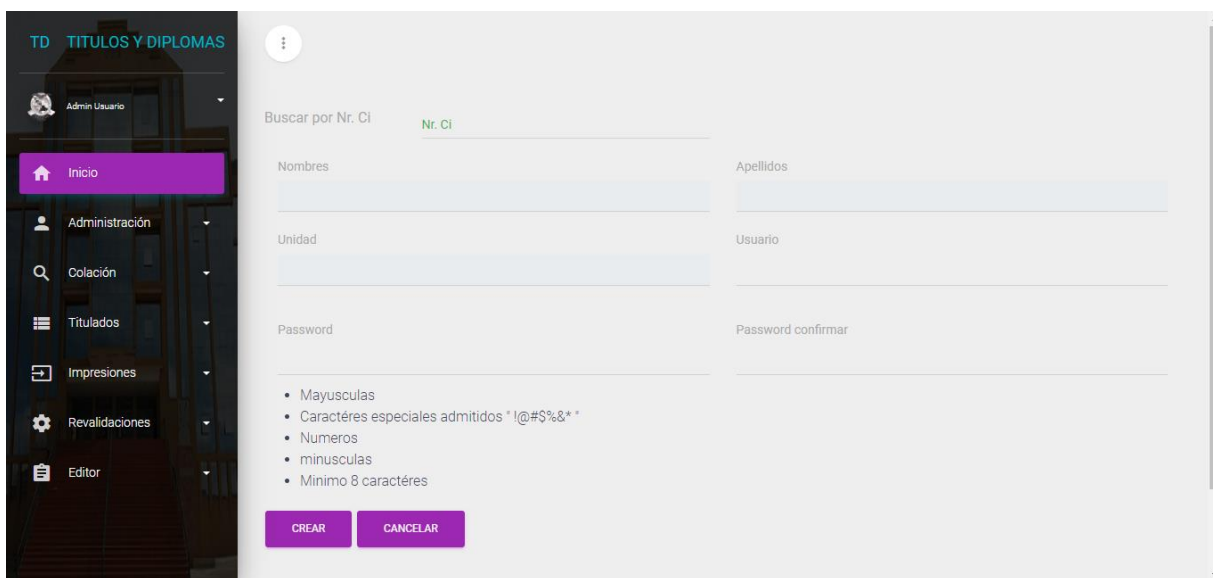 TD TITULOS Y DIPLOMAS
Admin Usuario
Inicio
Administración
Colación
Titulados
Impresiones
Revalidaciones
Editor
Buscar por Nr. Ci Nr. Ci
Nombres Apellidos
Unidad Usuario
Password Password confirmar
Mayusculas
Caractéres especiales admitidos " !@#$%&* "
Numeros
minusculas
Minimo 8 caractéres
CREAR CANCELAR